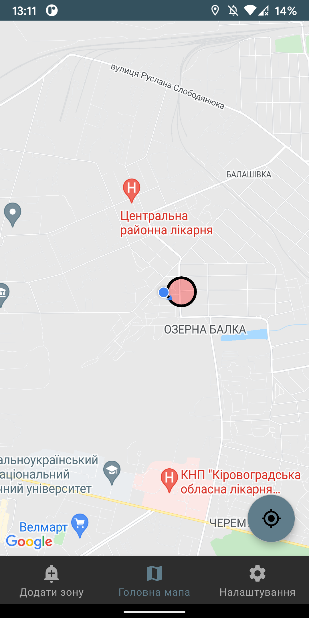 13:11
14%
вулиця Руслана Слободянюка
БАЛАШІВКА
Центральна
районна лікарня
ОЗЕРНА БАЛКА
альноукраїнський
аціональний
чний університет
КНП "Кіровоградська
обласна лікарня...
ЧЕРЕМ
Велмарт
Google
Додати зону
Головна мапа
Налаштування